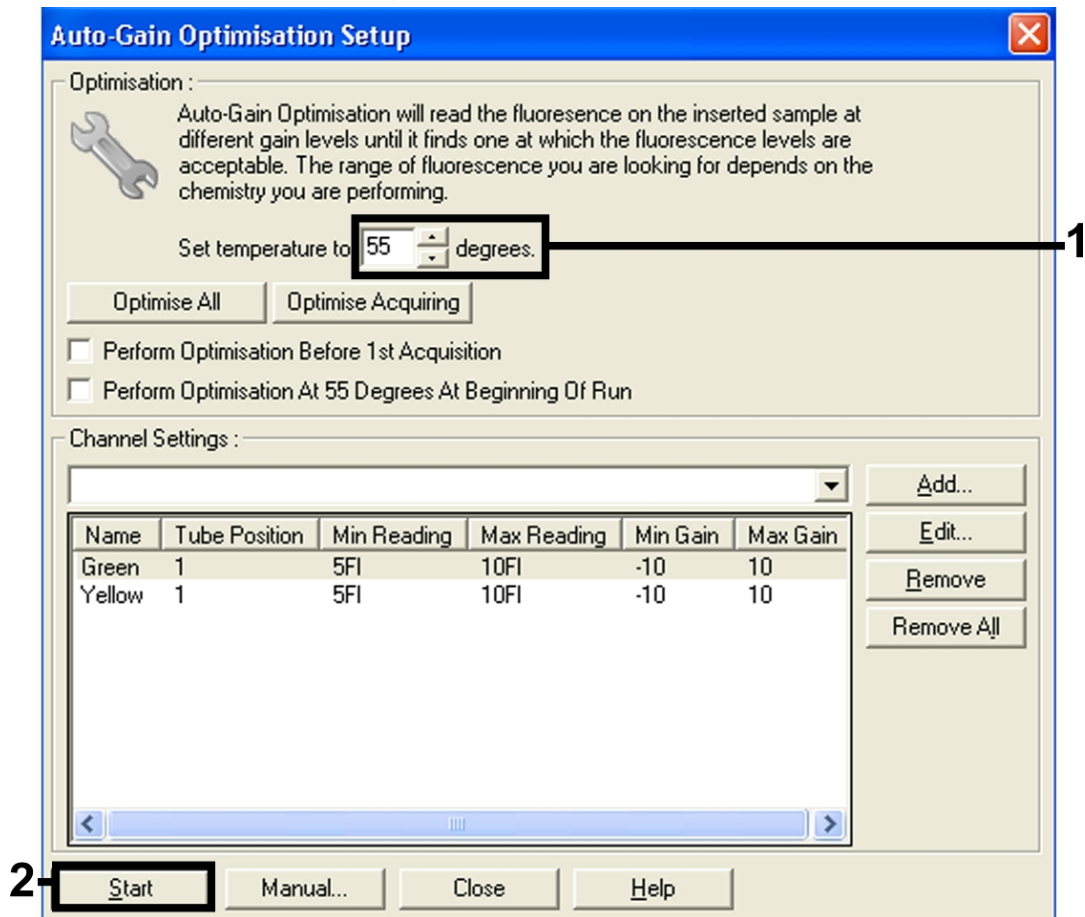 Auto-Gain Optimisation Setup
Optimisation :
Auto-Gain Optimisation will read the fluoresence on the inserted sample at
different gain levels until it finds one at which the fluorescence levels are
acceptable. The range of fluorescence you are looking for depends on the
chemistry you are performing.
Set temperature to 55 degrees. 1
Optimise All Optimise Acquiring
Perform Optimisation Before 1st Acquisition
Perform Optimisation At 55 Degrees At Beginning Of Run
Channel Settings :
Add...
Name Tube Position Min Reading Max Reading Min Gain Max Gain Edit...
Green 1 5Fl 10Fl -10 10
Yellow 1 5Fl 10Fl -10 10
Remove
Remove All
2 Start Manual... Close Help